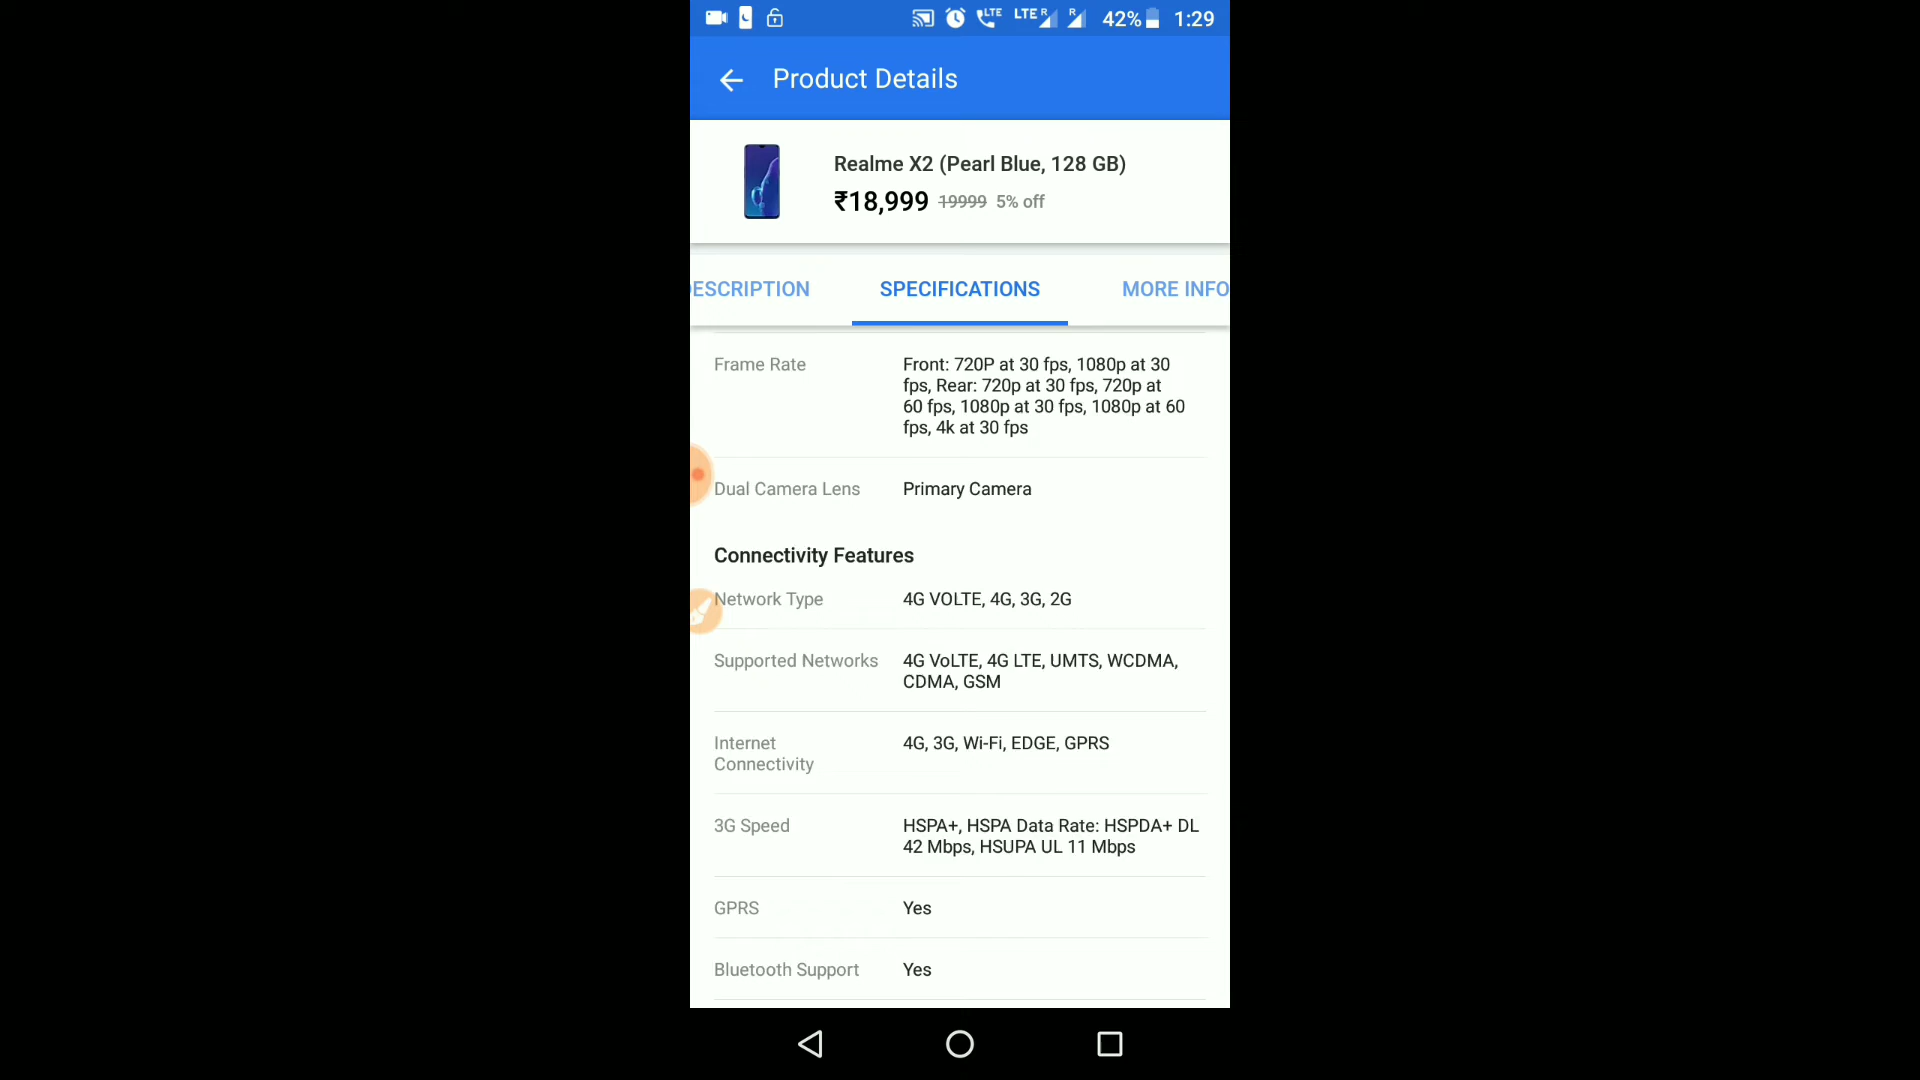 LTE LTE R R 42% 1:29
Product Details
Realme X2 (Pearl Blue, 128 GB)
₹18,999 19999 5% off
ESCRIPTION SPECIFICATIONS MORE INFO
Frame Rate Front: 720P at 30 fps, 1080p at 30
fps, Rear: 720p at 30 fps, 720p at
60 fps, 1080p at 30 fps, 1080p at 60
fps, 4k at 30 fps
Dual Camera Lens Primary Camera
Connectivity Features
Network Type 4G VOLTE, 4G, 3G, 2G
Supported Networks 4G VoLTE, 4G LTE, UMTS, WCDMA,
CDMA, GSM
Internet 4G, 3G, Wi-Fi, EDGE, GPRS
Connectivity
3G Speed HSPA+, HSPA Data Rate: HSPDA+ DL
42 Mbps, HSUPA UL 11 Mbps
GPRS Yes
Bluetooth Support Yes